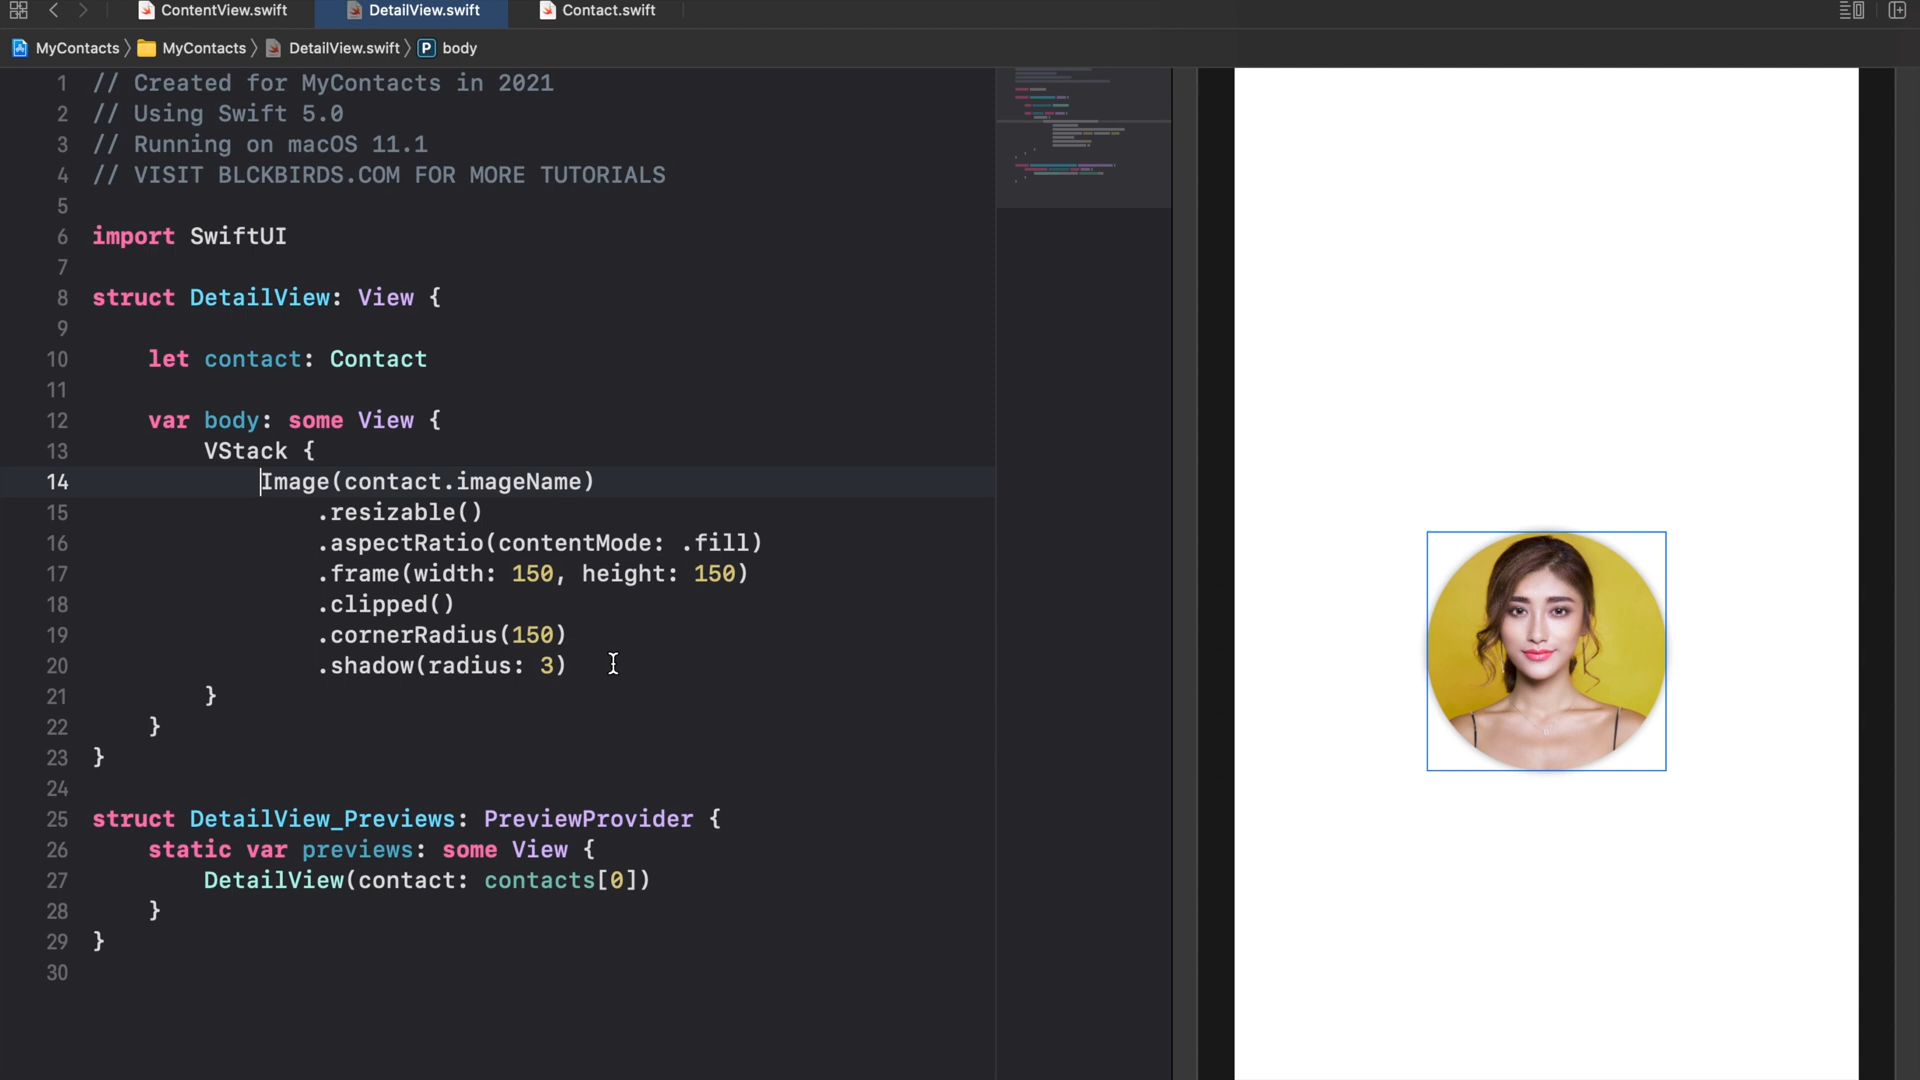 ContentView.swift DetailView.swift Contact.swift
MyContacts MyContacts DetailView.swift P body
1 // Created for MyContacts in 2021
2 // Using Swift 5.0
3 // Running on macOS 11.1
4 // VISIT BLCKBIRDS.COM FOR MORE TUTORIALS
5
6 import SwiftUI
7
8 struct DetailView: View {
9
10 let contact: Contact
11
12 var body: some View {
13 VStack {
14 Image(contact.imageName)
15 .resizable()
16 .aspectRatio(contentMode: .fill)
17 .frame(width: 150, height: 150)
18 .clipped()
19 .cornerRadius(150)
20 .shadow(radius: 3)
21 }
22 }
23 }
24
25 struct DetailView_Previews: PreviewProvider {
26 static var previews: some View {
27 DetailView(contact: contacts[0])
28 }
29 }
30